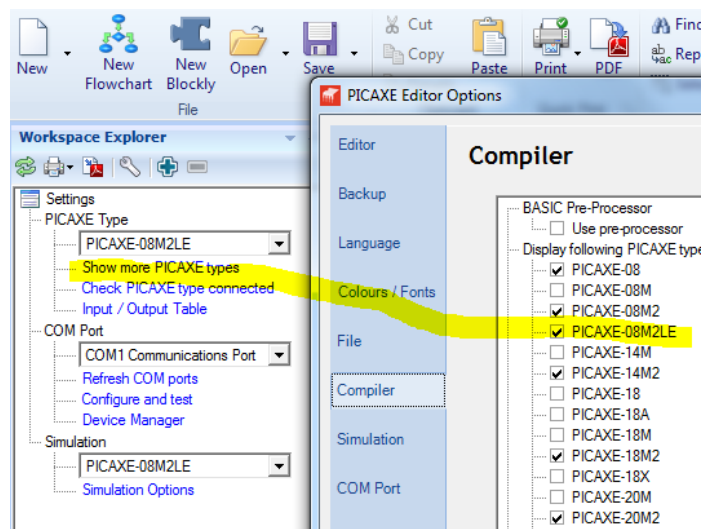 New
New
Flowchart
New
Blockly
Open
Save
Cut
Copy
Paste
Print
PDF
File
Workspace Explorer
Settings
PICAXE Type
PICAXE-08M2LE
Show more PICAXE types
Check PICAXE type connected
Input / Output Table
COM Port
COM1 Communications Port
Refresh COM ports
Configure and test
Device Manager
Simulation
PICAXE-08M2LE
Simulation Options
PICAXE Editor Options
Editor
Backup
Language
Colours / Fonts
File
Compiler
Simulation
COM Port
Compiler
BASIC Pre-Processor
Use pre-processor
Display following PICAXE type
PICAXE-08
PICAXE-08M
PICAXE-08M2
PICAXE-08M2LE
PICAXE-14M
PICAXE-14M2
PICAXE-18
PICAXE-18A
PICAXE-18M
PICAXE-18M2
PICAXE-18X
PICAXE-20M
PICAXE-20M2